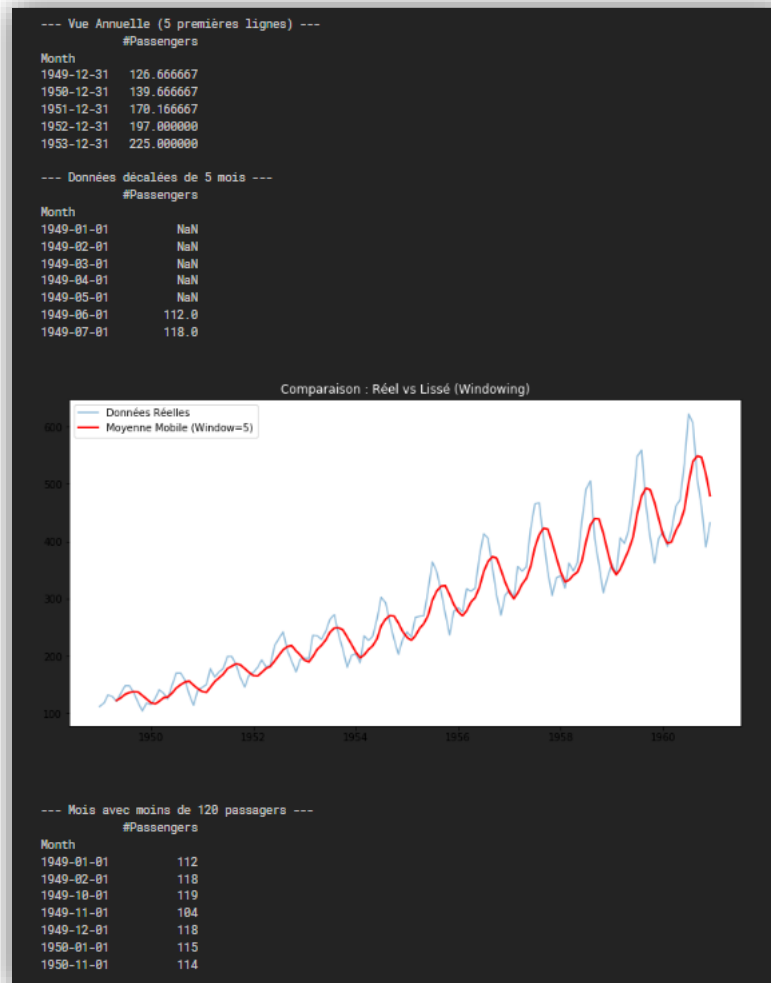 --- Vue Annuelle (5 premières lignes) ---
#Passengers
Month
1949-12-31 126.666667
1950-12-31 139.666667
1951-12-31 170.166667
1952-12-31 197.000000
1953-12-31 225.000000
--- Données décalées de 5 mois ---
#Passengers
Month
1949-01-01 NaN
1949-02-01 NaN
1949-03-01 NaN
1949-04-01 NaN
1949-05-01 NaN
1949-06-01 112.0
1949-07-01 118.0
Comparaison : Réel vs Lissé (Windowing)
Données Réelles
Moyenne Mobile (Window=5)
600
500
400
300
200
100
1950 1952 1954 1956 1958 1960
--- Mois avec moins de 120 passagers ---
#Passengers
Month
1949-01-01 112
1949-02-01 118
1949-10-01 119
1949-11-01 104
1949-12-01 118
1950-01-01 115
1950-11-01 114